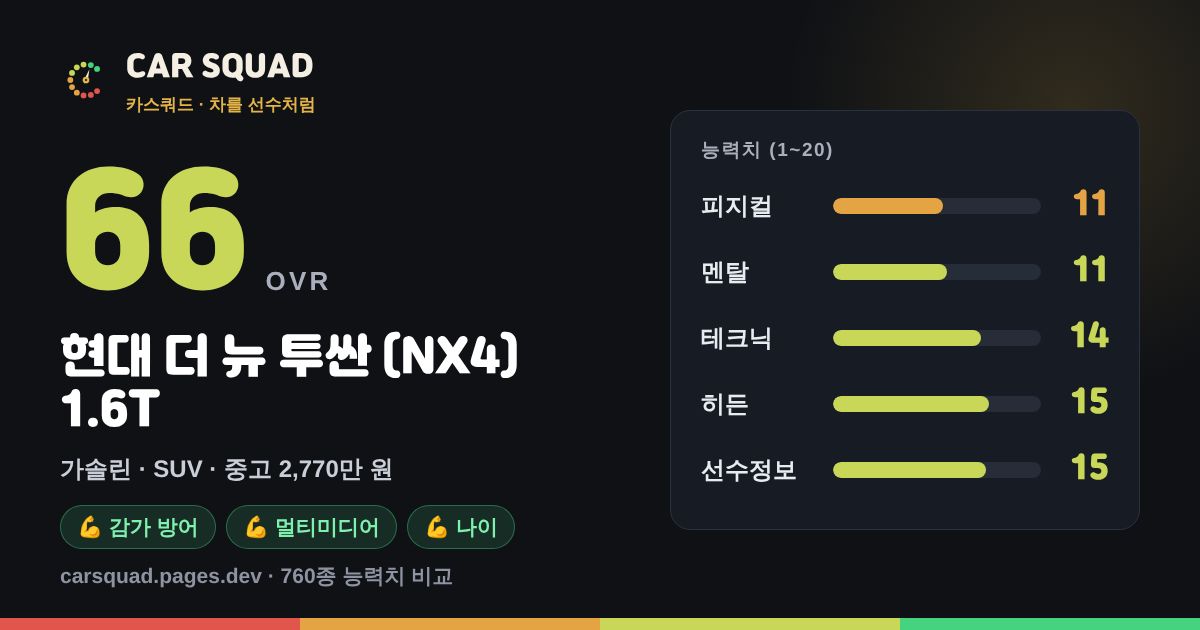 CAR SQUAD
카스쿼드 · 차를 선수처럼
66 OVR
현대 더 뉴 투싼 (NX4)
1.6T
가솔린 · SUV · 중고 2,770만 원
💪 감가 방어 💪 멀티미디어 💪 나이
carsquad.pages.dev · 760종 능력치 비교
능력치 (1~20)
피지컬 11
멘탈 11
테크닉 14
히든 15
선수정보 15